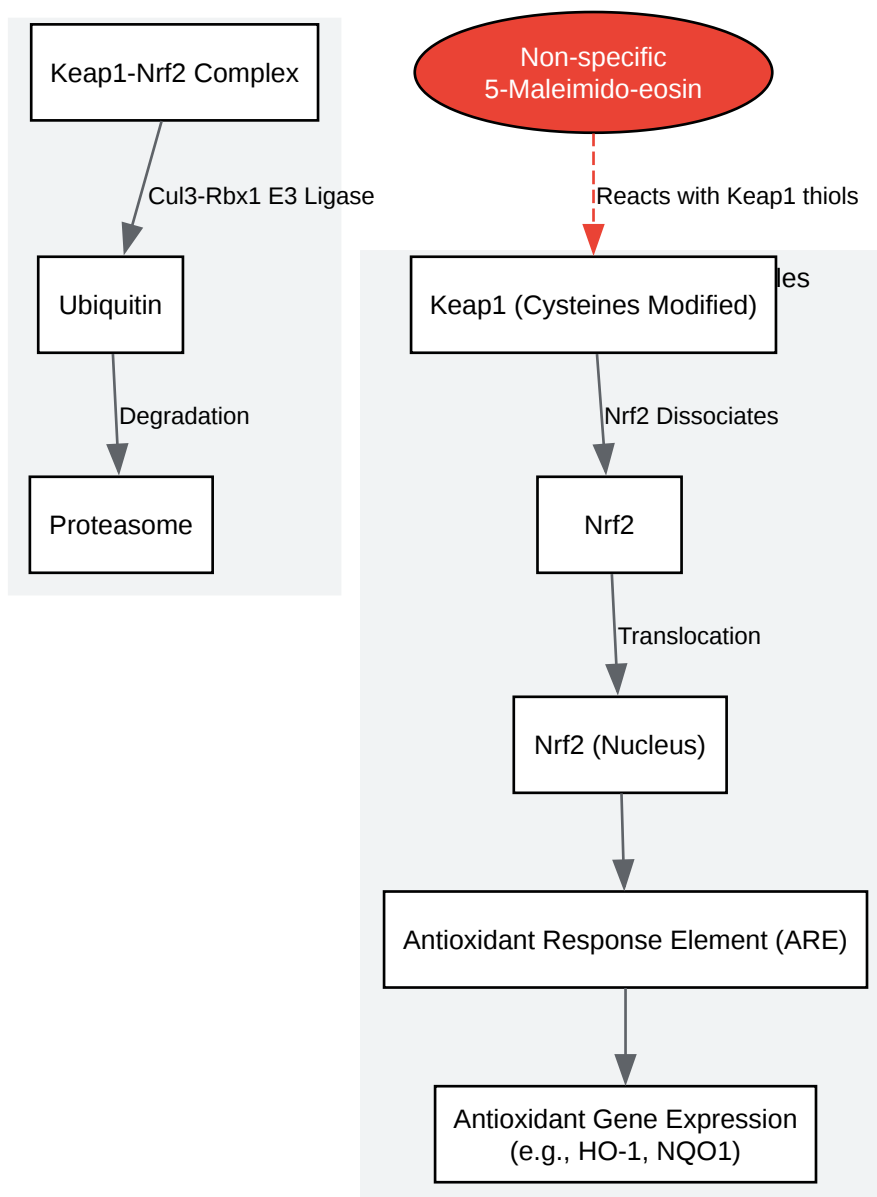 Keap1-Nrf2 Complex
Cul3-Rbx1 E3 Ligase
Ubiquitin
Degradation
Proteasome
Non-specific
5-Maleimido-eosin
Reacts with Keap1 thiols
Keap1 (Cysteines Modified)
Nrf2 Dissociates
Nrf2
Translocation
Nrf2 (Nucleus)
Antioxidant Response Element (ARE)
Antioxidant Gene Expression
(e.g., HO-1, NQO1)